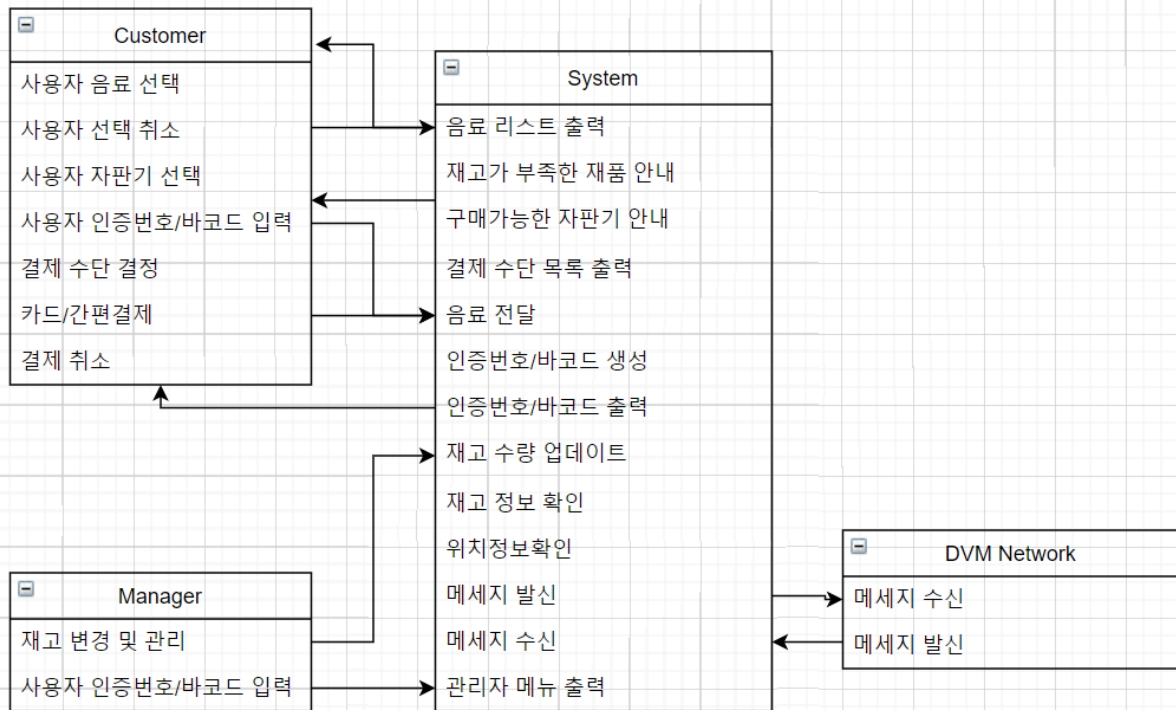 Customer
사용자 음료 선택
사용자 선택 취소
사용자 자판기 선택
사용자 인증번호/바코드 입력
결제 수단 결정
카드/간편결제
결제 취소
System
음료 리스트 출력
재고가 부족한 재품 안내
구매가능한 자판기 안내
결제 수단 목록 출력
음료 전달
인증번호/바코드 생성
인증번호/바코드 출력
재고 수량 업데이트
재고 정보 확인
위치정보확인
메세지 발신
메세지 수신
관리자 메뉴 출력
Manager
재고 변경 및 관리
사용자 인증번호/바코드 입력
DVM Network
메세지 수신
메세지 발신